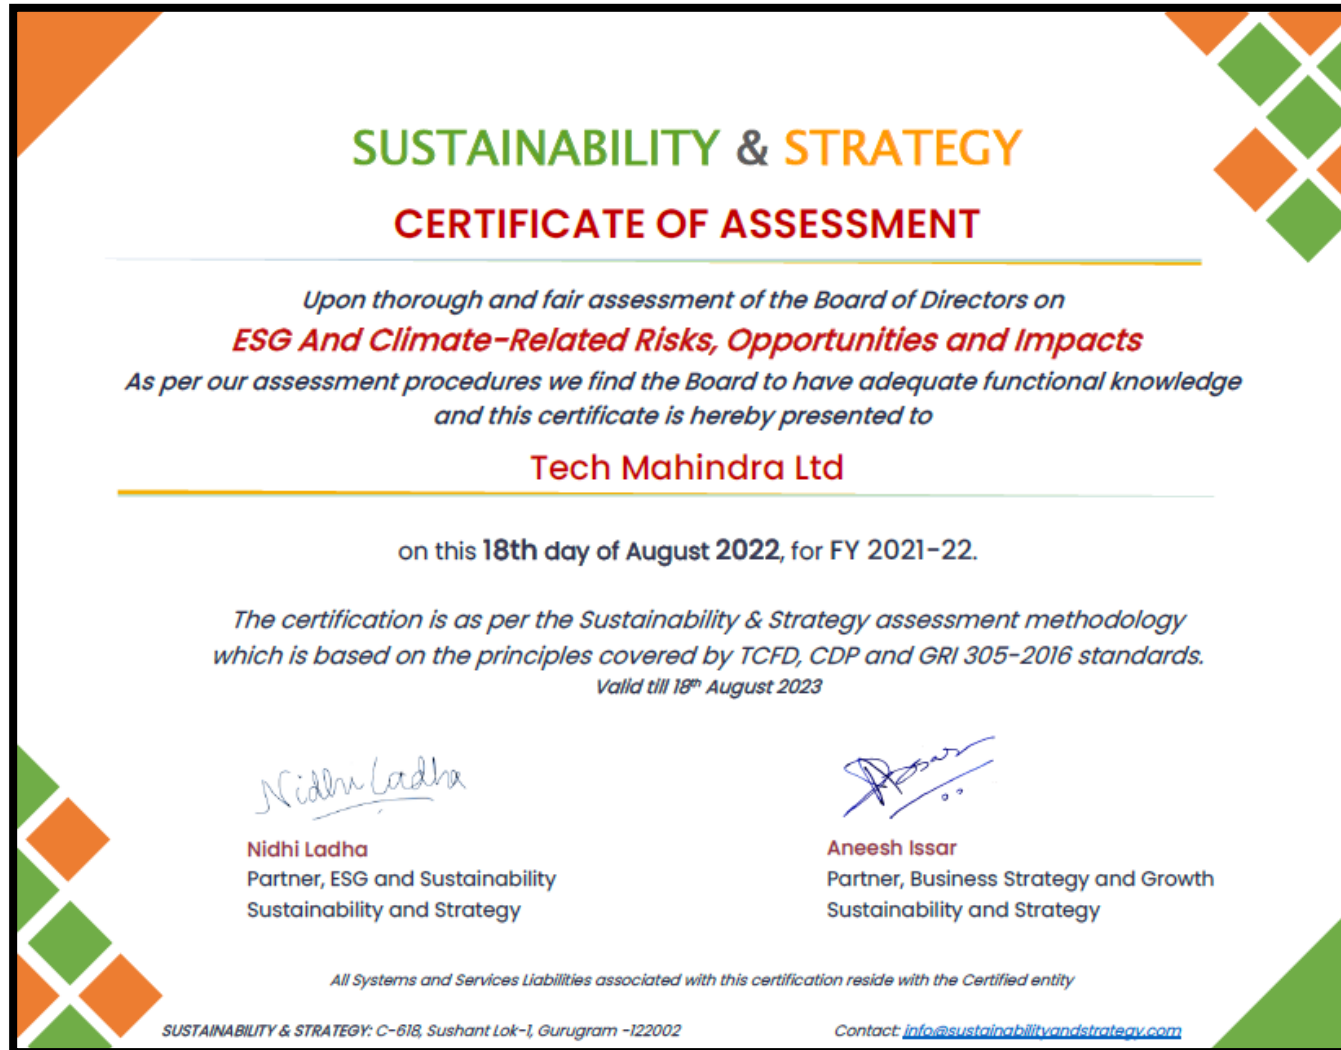 SUSTAINABILITY & STRATEGY
CERTIFICATE OF ASSESSMENT
Upon thorough and fair assessment of the Board of Directors on
ESG And Climate-Related Risks, Opportunities and Impacts
As per our assessment procedures we find the Board to have adequate functional knowledge
and this certificate is hereby presented to
Tech Mahindra Ltd
on this 18th day of August 2022, for FY 2021-22.
The certification is as per the Sustainability & Strategy assessment methodology
which is based on the principles covered by TCFD, CDP and GRI 305-2016 standards.
Valid till 18th August 2023
Nidhi Ladha
Nidhi Ladha
Partner, ESG and Sustainability
Sustainability and Strategy
Aneesh Issar
Partner, Business Strategy and Growth
Sustainability and Strategy
All Systems and Services Liabilities associated with this certification reside with the Certified entity
SUSTAINABILITY & STRATEGY: C-618, Sushant Lok-1, Gurugram -122002
Contact: info@sustainabilityandstrategy.com